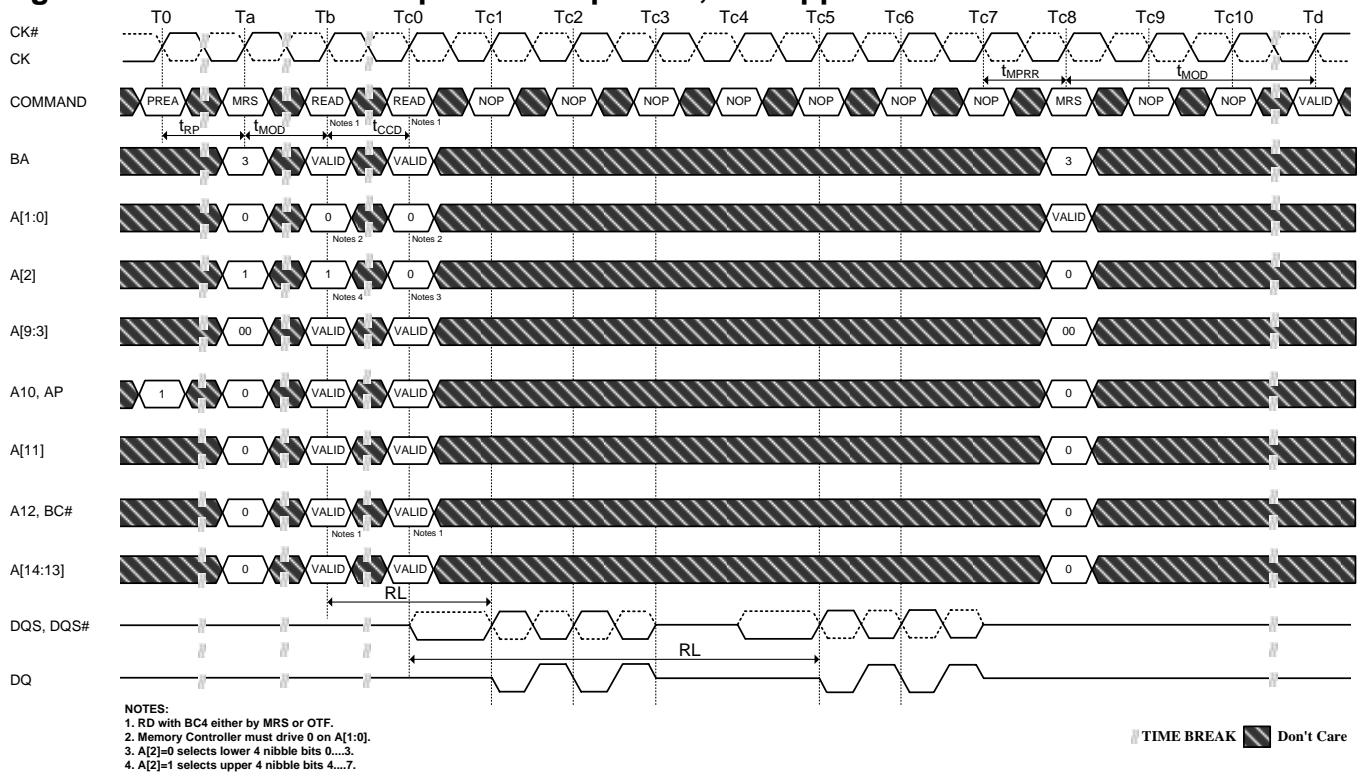 T0 Ta Tb Tc0 Tc1 Tc2 Tc3 Tc4 Tc5 Tc6 Tc7 Tc8 Tc9 Tc10 Td
CK#
CK
tMPRR tMOD
COMMAND PREA MRS READ READ NOP NOP NOP NOP NOP NOP NOP MRS NOP NOP VALID
Notes 1 Notes 1
tRP tMOD tCCD
BA 3 VALID VALID 3
A[1:0] 0 0 0 VALID
Notes 2 Notes 2
A[2] 1 1 0 0
Notes 4 Notes 3
A[9:3] 00 VALID VALID 00
A10, AP 1 0 VALID VALID 0
A[11] 0 VALID VALID 0
A12, BC# 0 VALID VALID 0
Notes 1 Notes 1
A[14:13] 0 VALID VALID 0
RL
DQS, DQS#
RL
DQ
NOTES:
1. RD with BC4 either by MRS or OTF.
2. Memory Controller must drive 0 on A[1:0].
3. A[2]=0 selects lower 4 nibble bits 0....3.
4. A[2]=1 selects upper 4 nibble bits 4....7.
TIME BREAK Don't Care